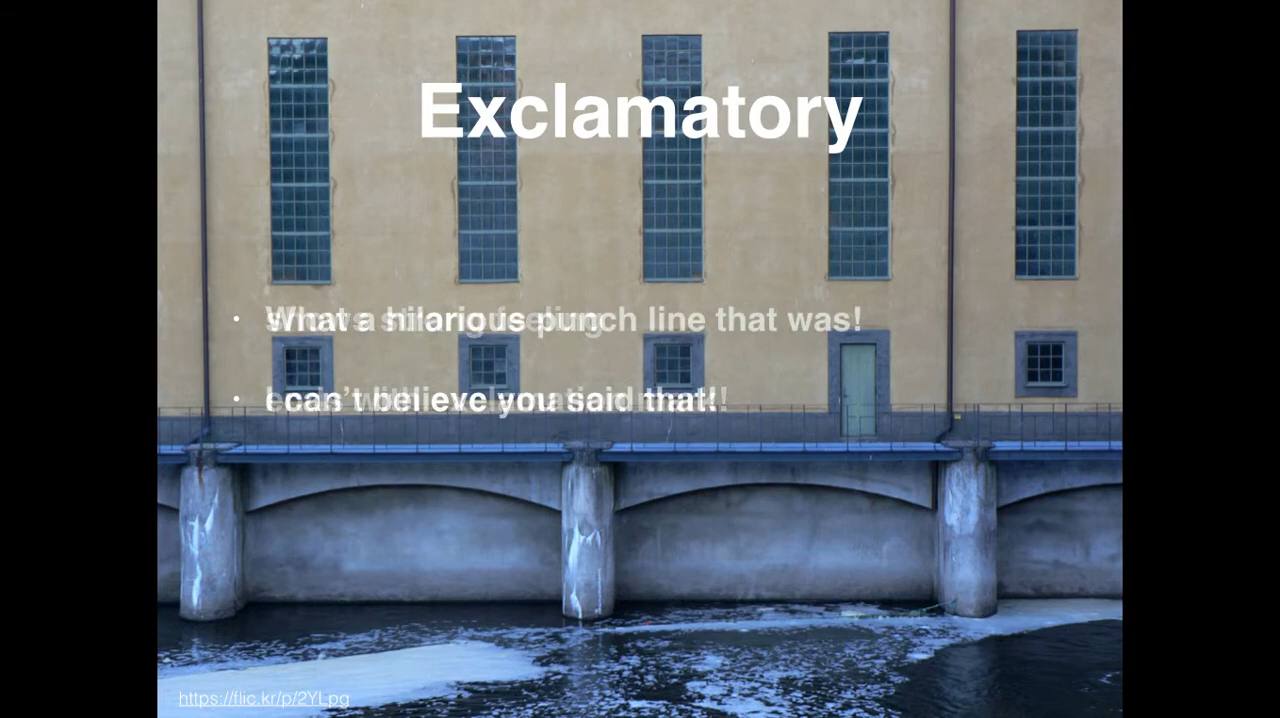 Exclamatory
• What a hilarious punch line that was!
• I can't believe you said that!
https://flic.kr/p/2YLpg